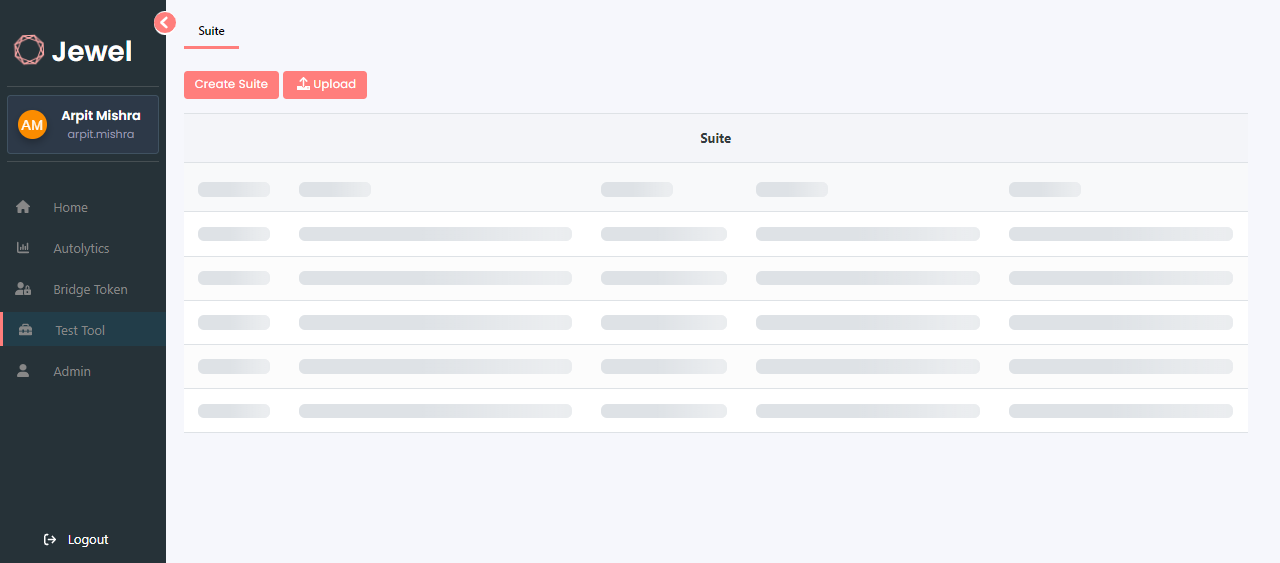 Jewel
AM
Arpit Mishra
arpit.mishra
Home
Autolytics
Bridge Token
Test Tool
Admin
Logout
Suite
Create Suite
Upload
Suite